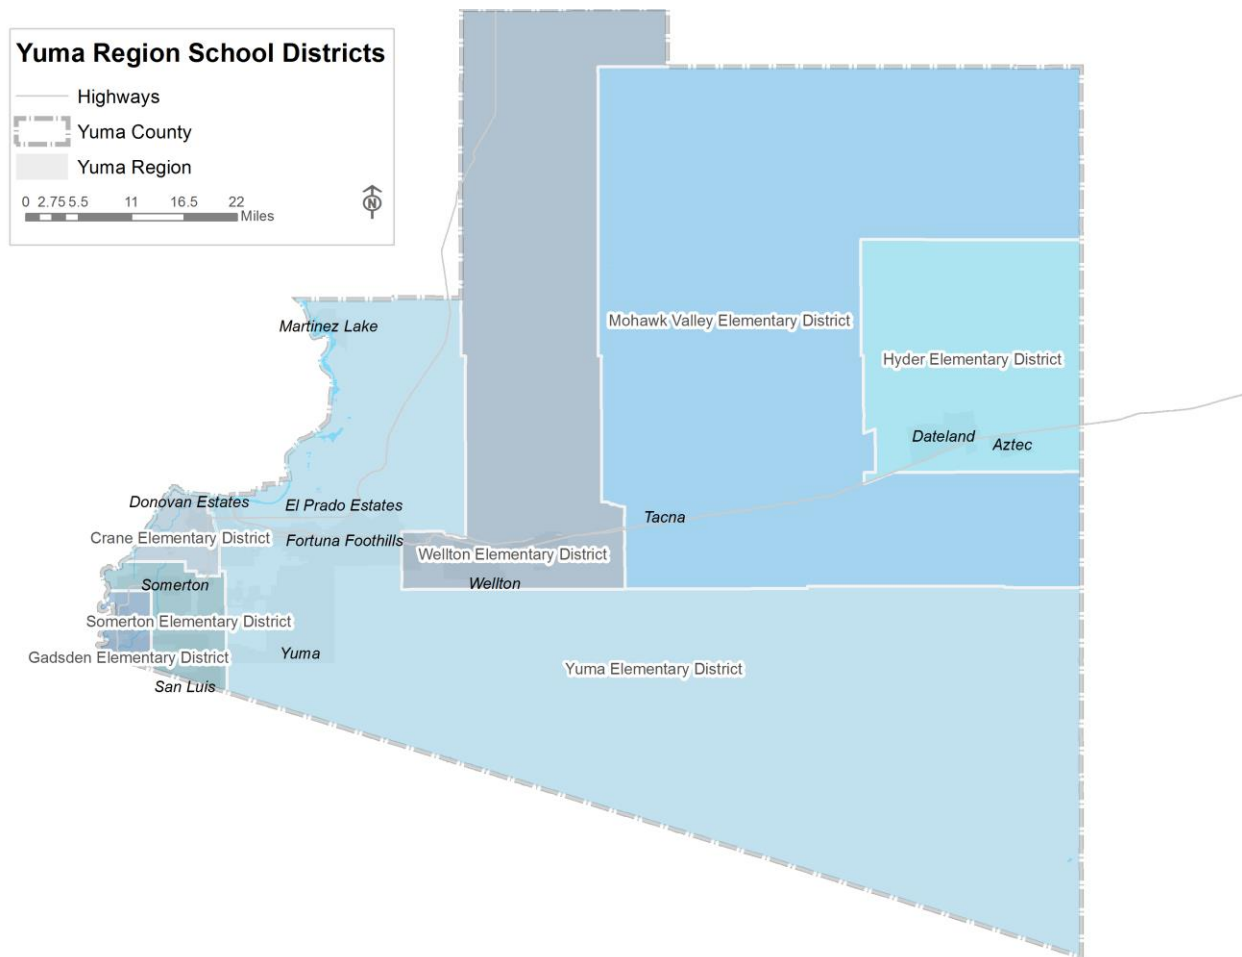 Yuma Region School Districts
Highways
Yuma County
Yuma Region
0 2.75 5.5 11 16.5 22
Miles
N
Martinez Lake
Mohawk Valley Elementary District
Hyder Elementary District
Dateland
Aztec
Donovan Estates
El Prado Estates
Tacna
Crane Elementary District
Fortuna Foothills
Wellton Elementary District
Somerton
Wellton
Somerton Elementary District
Gadsden Elementary District
Yuma
Yuma Elementary District
San Luis